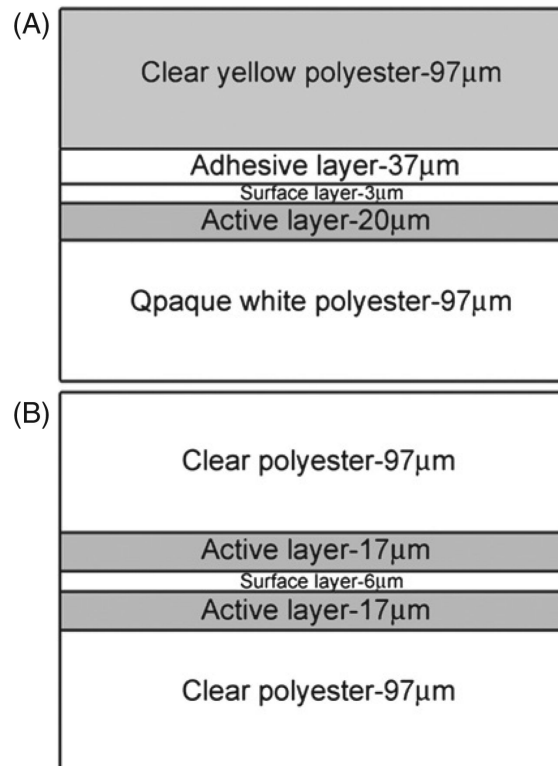 (A)
Clear yellow polyester-97μm
Adhesive layer-37μm
Surface layer-3μm
Active layer-20μm
Qpaque white polyester-97μm
(B)
Clear polyester-97μm
Active layer-17μm
Surface layer-6μm
Active layer-17μm
Clear polyester-97μm